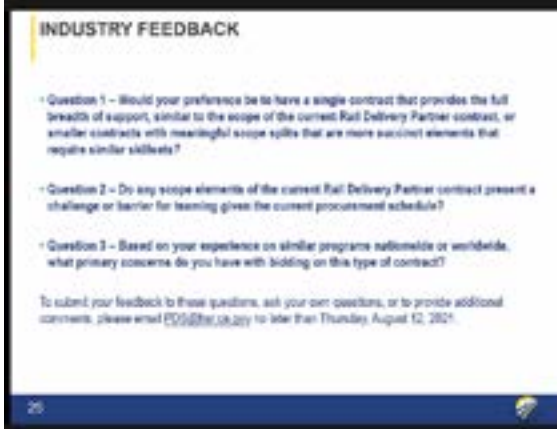 INDUSTRY FEEDBACK
• Question 1 – Would your preference be to have a single contract that provides the full
breadth of support, similar to the scope of the current Rail Delivery Partner contract, or
smaller contracts with meaningful scope splits that are more succinct elements that
require similar skillsets?
• Question 2 – Do any scope elements of the current Rail Delivery Partner contract present a
challenge or barrier for teaming given the current procurement schedule?
• Question 3 – Based on your experience on similar programs nationwide or worldwide,
what primary concerns do you have with bidding on this type of contract?
To submit your feedback to these questions, ask your own questions, or to provide additional
comments, please email PDS@hsr.ca.gov no later than Thursday, August 12, 2021.
25